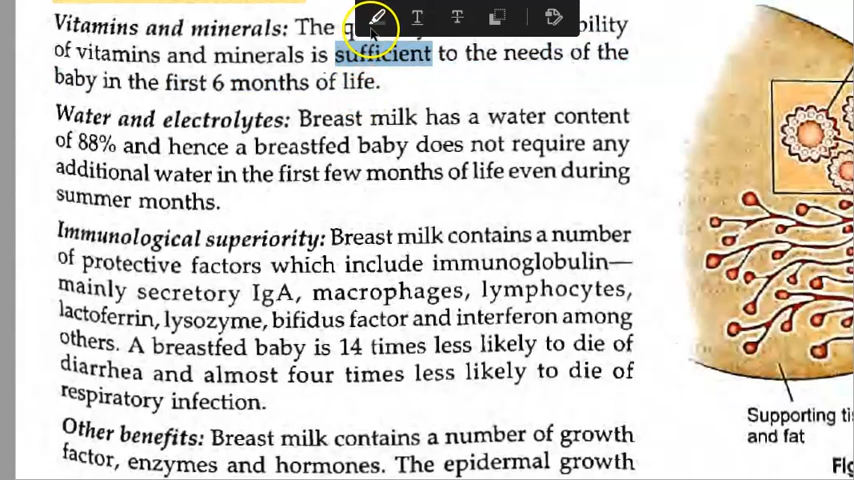 Vitamins and minerals: The bility
of vitamins and minerals is sufficient to the needs of the
baby in the first 6 months of life.
Water and electrolytes: Breast milk has a water content
of 88% and hence a breastfed baby does not require any
additional water in the first few months of life even during
summer months.
Immunological superiority: Breast milk contains a number
of protective factors which include immunoglobulin—
mainly secretory IgA, macrophages, lymphocytes,
lactoferrin, lysozyme, bifidus factor and interferon among
others. A breastfed baby is 14 times less likely to die of
diarrhea and almost four times less likely to die of
respiratory infection.
Other benefits: Breast milk contains a number of growth
factor, enzymes and hormones. The epidermal growth
Supporting ti
and fat
Fig